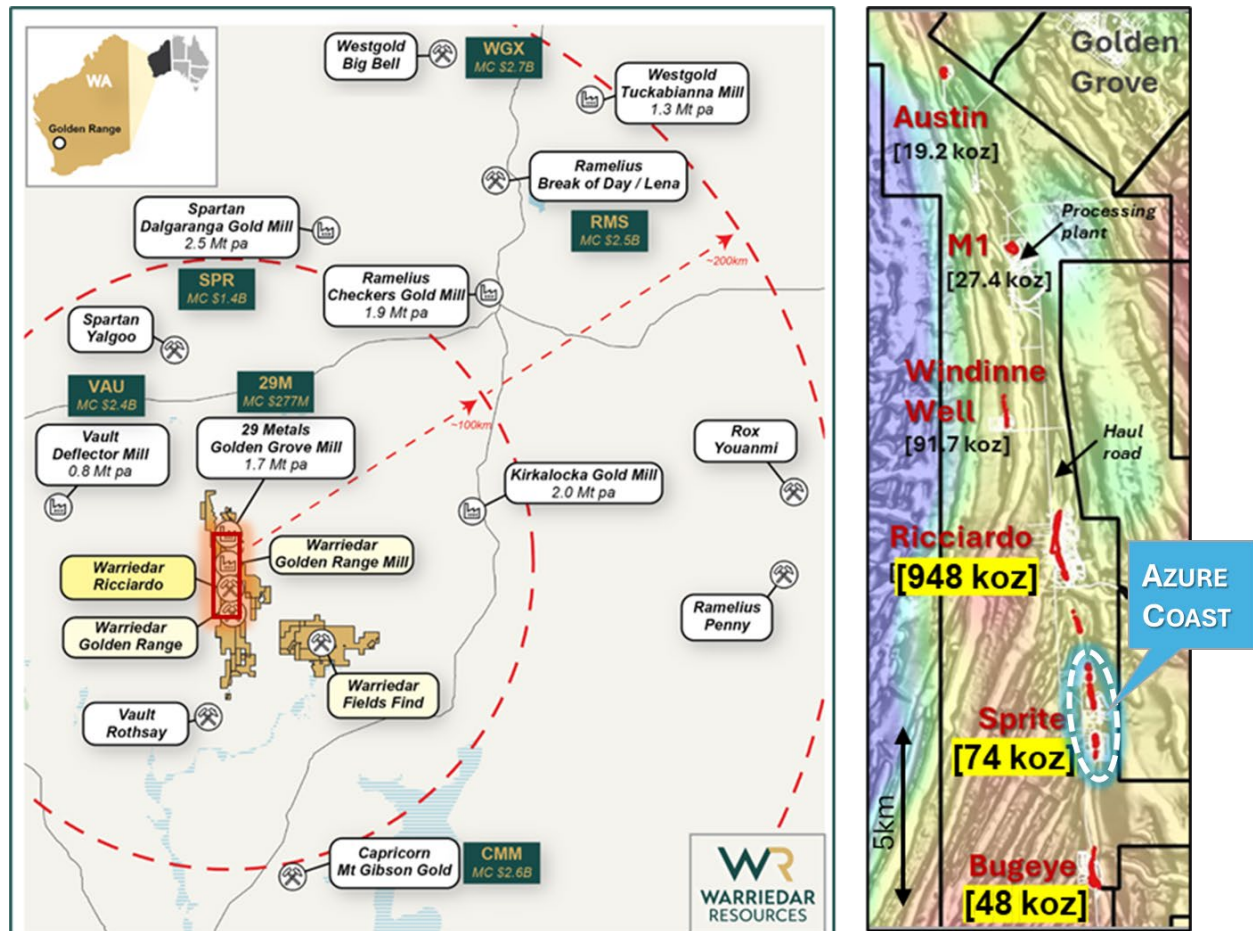 WA
Golden Range
Westgold
Big Bell
WGX
MC $2.7B
Westgold
Tuckabianna Mill
1.3 Mt pa
Ramelius
Break of Day / Lena
RMS
MC $2.5B
Spartan
Dalgaranga Gold Mill
2.5 Mt pa
SPR
MC $1.4B
Ramelius
Checkers Gold Mill
1.9 Mt pa
~200km
Spartan
Yalgoo
VAU
MC $2.4B
29M
MC $277M
~100km
Vault
Deflector Mill
0.8 Mt pa
29 Metals
Golden Grove Mill
1.7 Mt pa
Rox
Youanmi
Kirkalocka Gold Mill
2.0 Mt pa
Warriedar
Ricciardo
Warriedar
Golden Range Mill
Ramelius
Penny
Warriedar
Golden Range
Warriedar
Fields Find
Vault
Rothsay
Capricorn
Mt Gibson Gold
CMM
MC $2.6B
WR
WARRIEDAR
RESOURCES
Golden
Grove
Austin
[19.2 koz]
Processing
plant
M1
[27.4 koz]
Windinne
Well
[91.7 koz]
Haul
road
Ricciardo
[948 koz]
AZURE
COAST
Sprite
[74 koz]
5km
Bugeye
[48 koz]